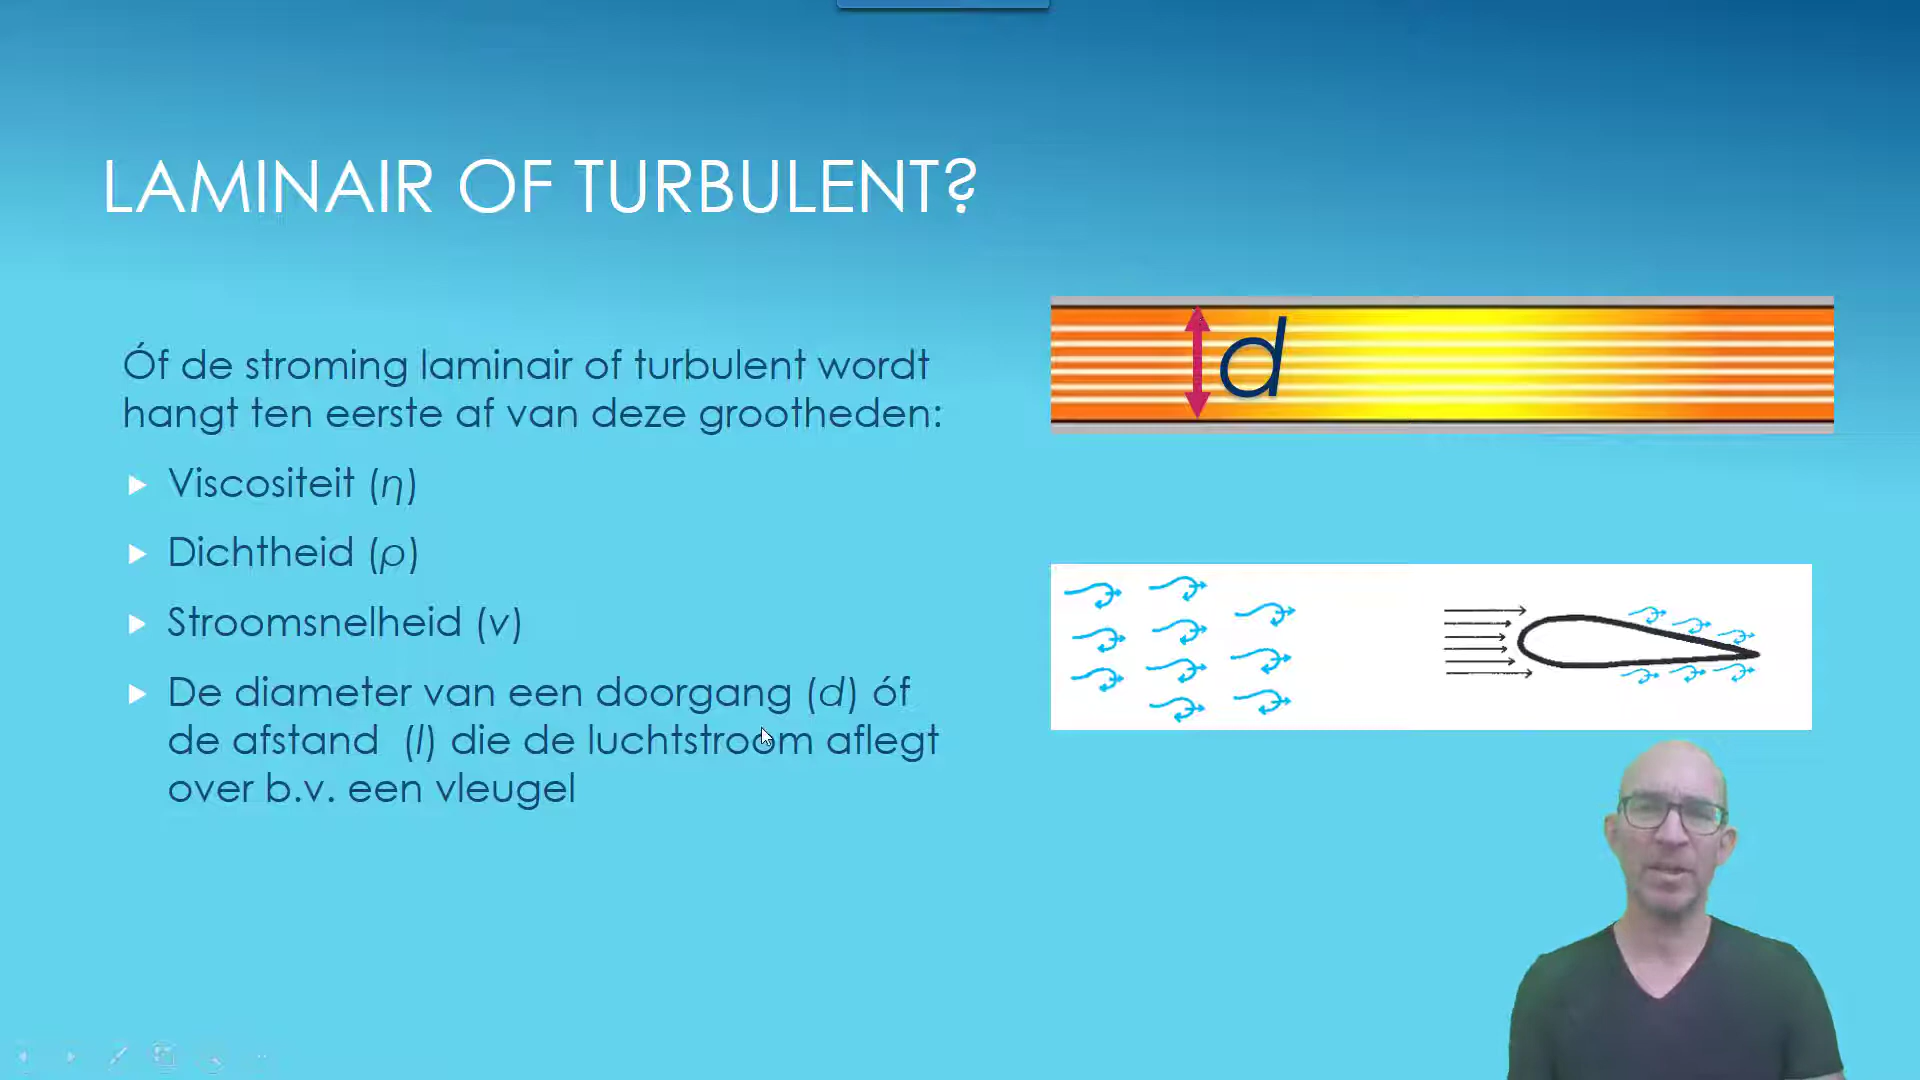 LAMINAIR OF TURBULENT?
Óf de stroming laminair of turbulent wordt
hangt ten eerste af van deze grootheden:
Viscositeit (η)
Dichtheid (ρ)
Stroomsnelheid (v)
De diameter van een doorgang (d) óf
de afstand (l) die de luchtstroom aflegt
over b.v. een vleugel
d